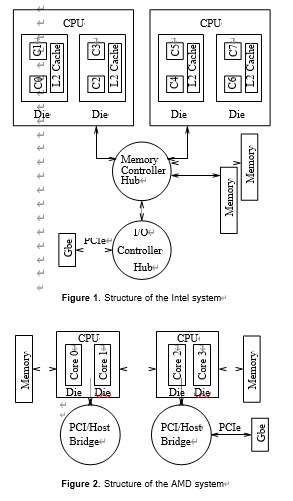 CPU CPU
C1 C3 C5 C7
L2 Cache L2 Cache L2 Cache L2 Cache
C0 C2 C4 C6
Die Die Die Die
Memory
Controller
Hub
Memory
Memory
I/O
Controller
Hub
PCIe
Gbe
Figure 1. Structure of the Intel system
CPU CPU
Memory
Core 0 Core 1 Core 2 Core 3
Memory
Die Die Die Die
PCI/Host
Bridge
PCI/Host
Bridge
PCIe
Gbe
Figure 2. Structure of the AMD system